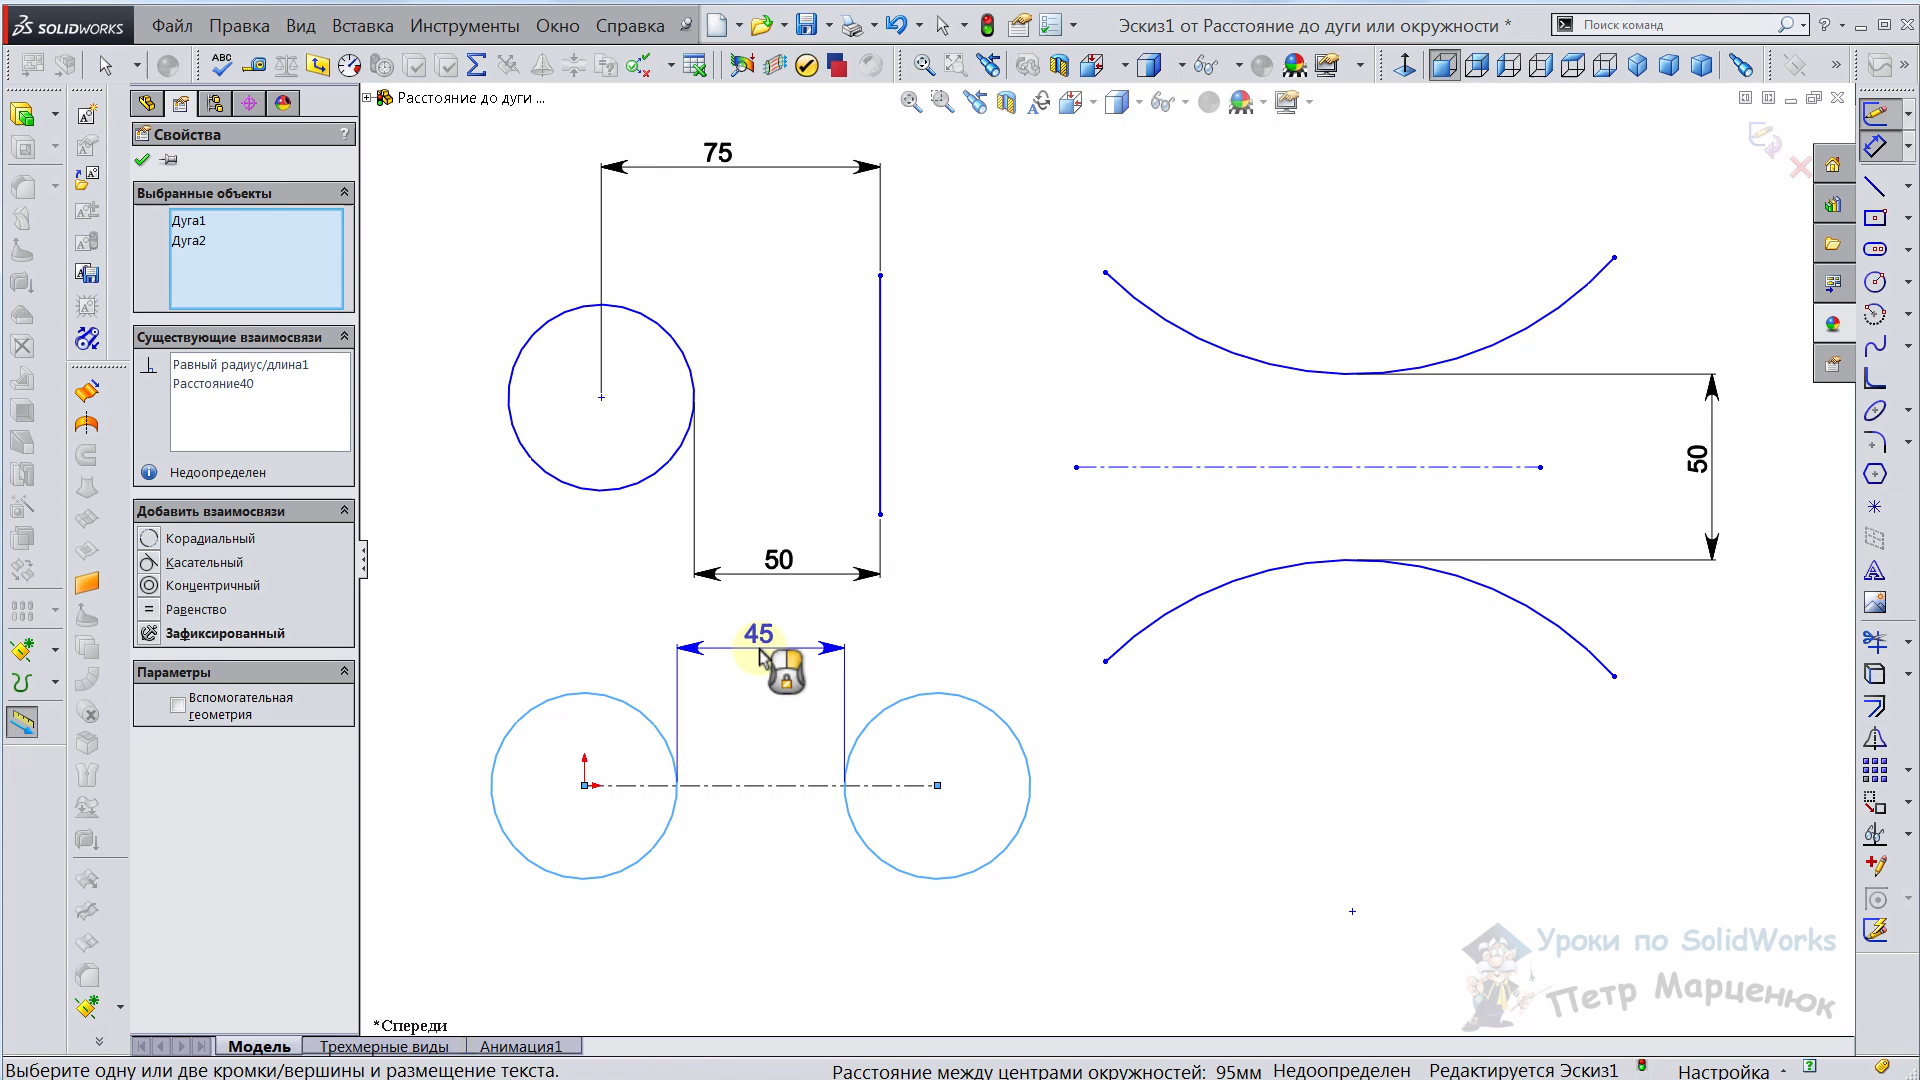 SOLIDWORKS
Файл Правка Вид Вставка Инструменты Окно Справка
Эскиз1 от Расстояние до дуги или окружности *
Поиск команд
Расстояние до дуги ...
Свойства
Выбранные объекты
Дуга1
Дуга2
Существующие взаимосвязи
Равный радиус/длина1
Расстояние40
Недоопределен
Добавить взаимосвязи
Корадиальный
Касательный
Концентричный
Равенство
Зафиксированный
Параметры
Вспомогательная
геометрия
75
50
45
50
Уроки по SolidWorks
Петр Марценюк
*Спереди
Модель Трехмерные виды Анимация1
Выберите одну или две кромки/вершины и размещение текста.
Расстояние между центрами окружностей: 95мм Недоопределен Редактируется Эскиз1 Настройка